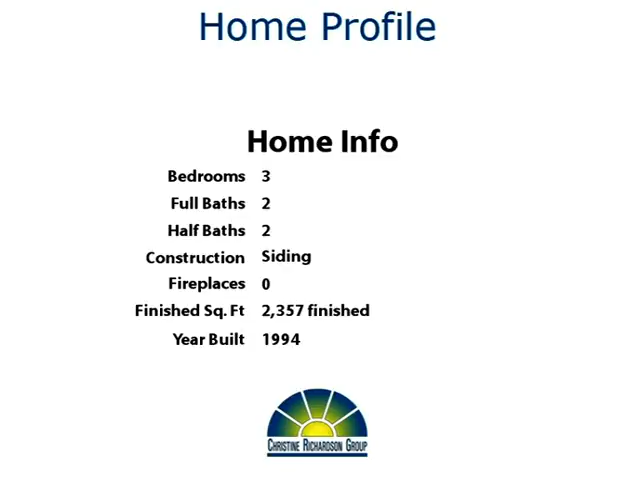 Home Profile
Home Info
Bedrooms 3
Full Baths 2
Half Baths 2
Construction Siding
Fireplaces 0
Finished Sq. Ft 2,357 finished
Year Built 1994
Christine Richardson Group